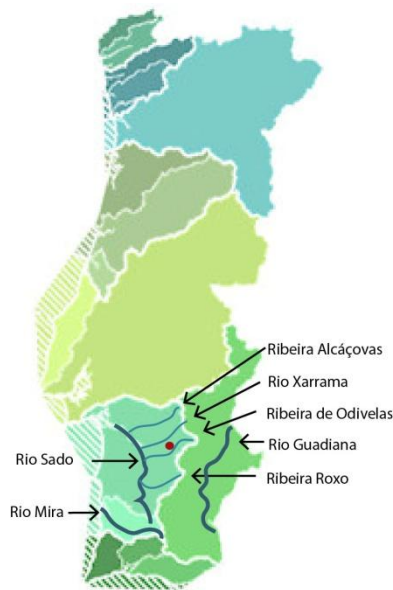 Ribeira Alcáçovas
Rio Xarrama
Ribeira de Odivelas
Rio Guadiana
Rio Sado
Ribeira Roxo
Rio Mira